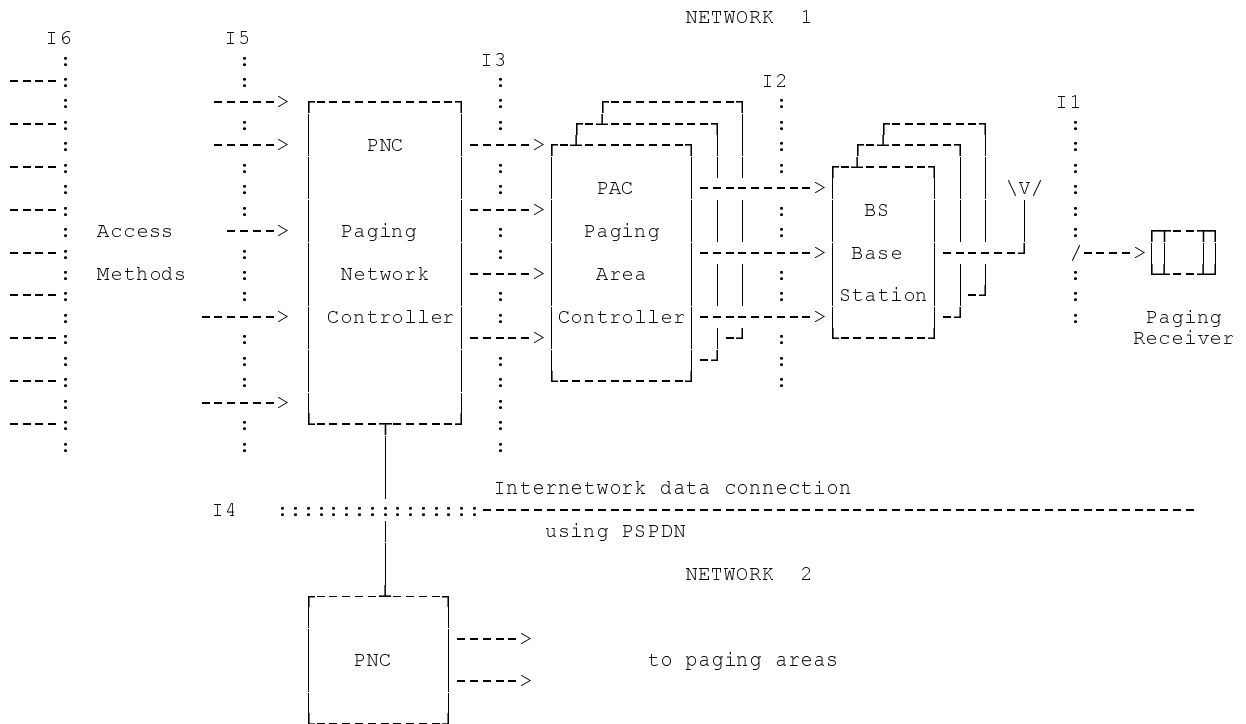 NETWORK 1
I6
I5
I3
I2
I1
PNC
Paging
Network
Controller
Access
Methods
PAC
Paging
Area
Controller
BS
Base
Station
\V/
Paging
Receiver
Internetwork data connection
I4
using PSPDN
NETWORK 2
PNC
to paging areas